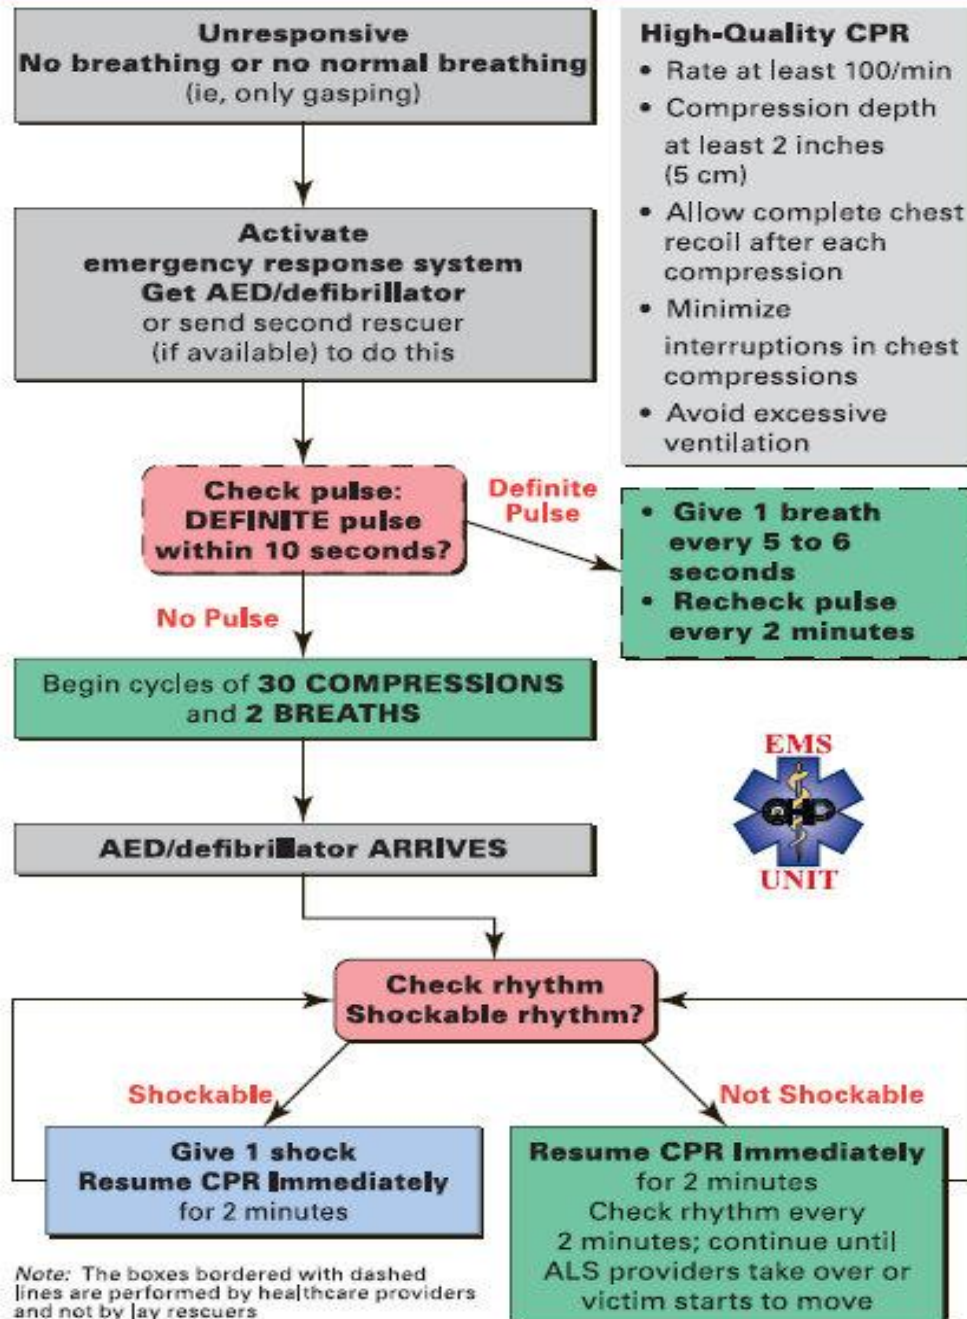 Unresponsive
No breathing or no normal breathing
(ie, only gasping)
High-Quality CPR
• Rate at least 100/min
• Compression depth
at least 2 inches
(5 cm)
• Allow complete chest
recoil after each
compression
• Minimize
interruptions in chest
compressions
• Avoid excessive
ventilation
Activate
emergency response system
Get AED/defibrillator
or send second rescuer
(if available) to do this
Check pulse:
DEFINITE pulse
within 10 seconds?
Definite
Pulse
• Give 1 breath
every 5 to 6
seconds
• Recheck pulse
every 2 minutes
No Pulse
Begin cycles of 30 COMPRESSIONS
and 2 BREATHS
EMS
UNIT
AED/defibrillator ARRIVES
Check rhythm
Shockable rhythm?
Shockable
Not Shockable
Give 1 shock
Resume CPR Immediately
for 2 minutes
Resume CPR Immediately
for 2 minutes
Check rhythm every
2 minutes; continue until
ALS providers take over or
victim starts to move
Note: The boxes bordered with dashed
lines are performed by healthcare providers
and not by lay rescuers